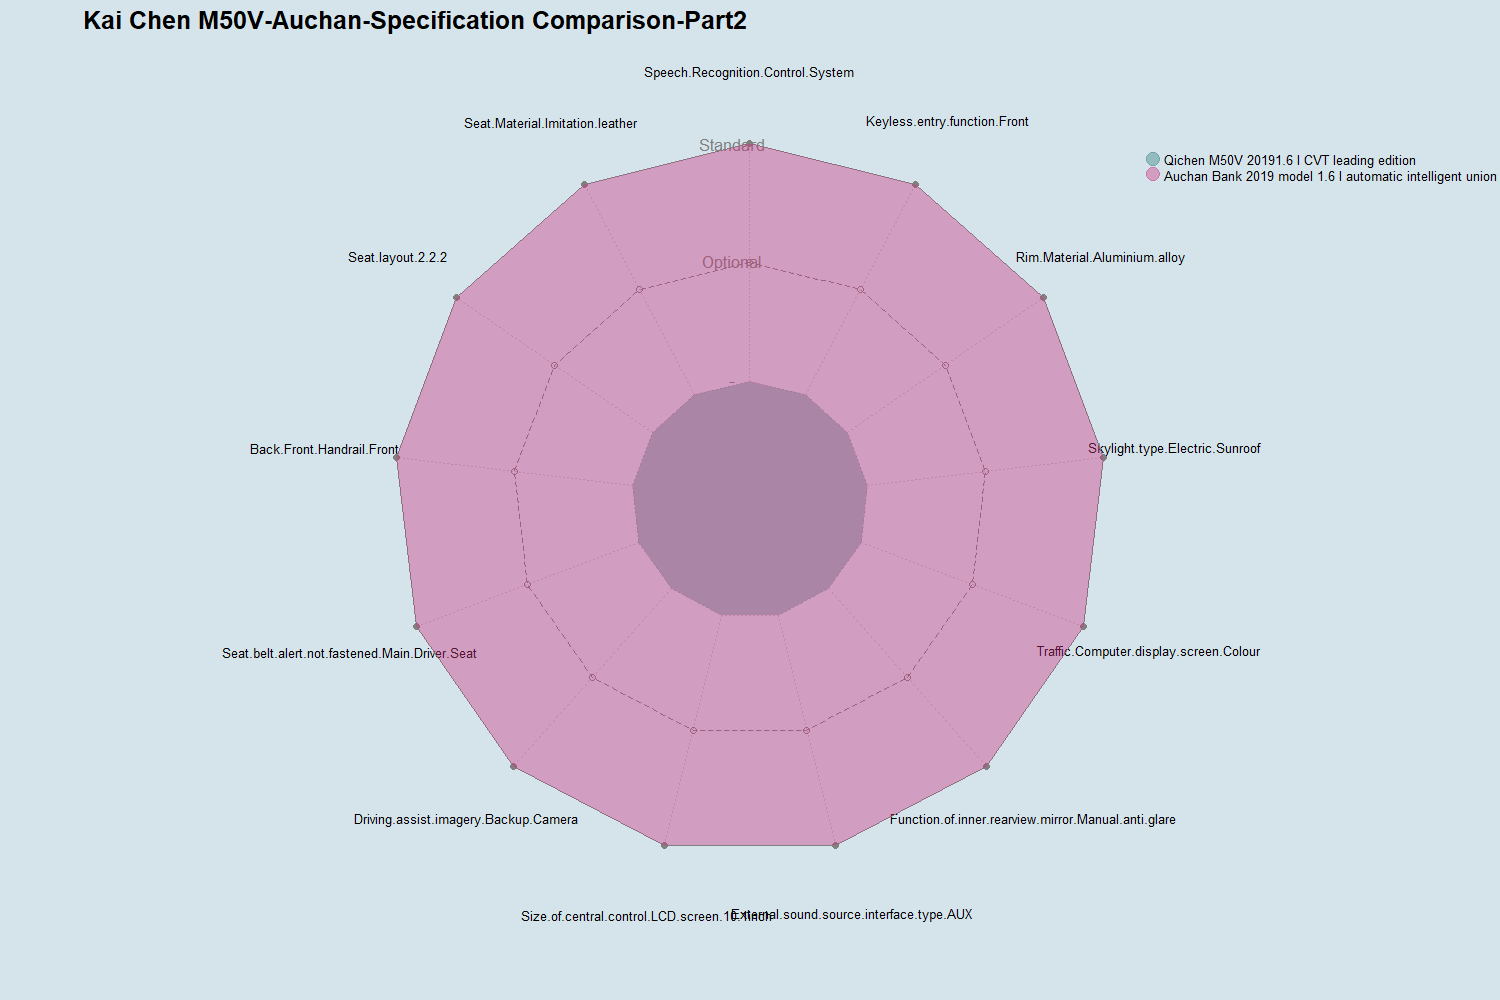 Kai Chen M50V-Auchan-Specification Comparison-Part2
Speech.Recognition.Control.System
Seat.Material.Imitation.leather
Keyless.entry.function.Front
Standard
Qichen M50V 20191.6 l CVT leading edition
Auchan Bank 2019 model 1.6 l automatic intelligent union
Seat.layout.2.2.2
Optional
Rim.Material.Aluminium.alloy
-
Back.Front.Handrail.Front
Skylight.type.Electric.Sunroof
Seat.belt.alert.not.fastened.Main.Driver.Seat
Traffic.Computer.display.screen.Colour
Driving.assist.imagery.Backup.Camera
Function.of.inner.rearview.mirror.Manual.anti.glare
Size.of.central.control.LCD.screen.10.1inch
External.sound.source.interface.type.AUX